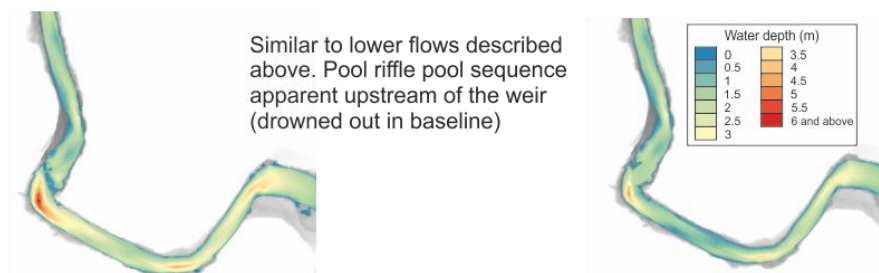 Similar to lower flows described
above. Pool riffle pool sequence
apparent upstream of the weir
(drowned out in baseline)
Water depth (m)
0
0.5
1
1.5
2
2.5
3
3.5
4
4.5
5
5.5
6 and above